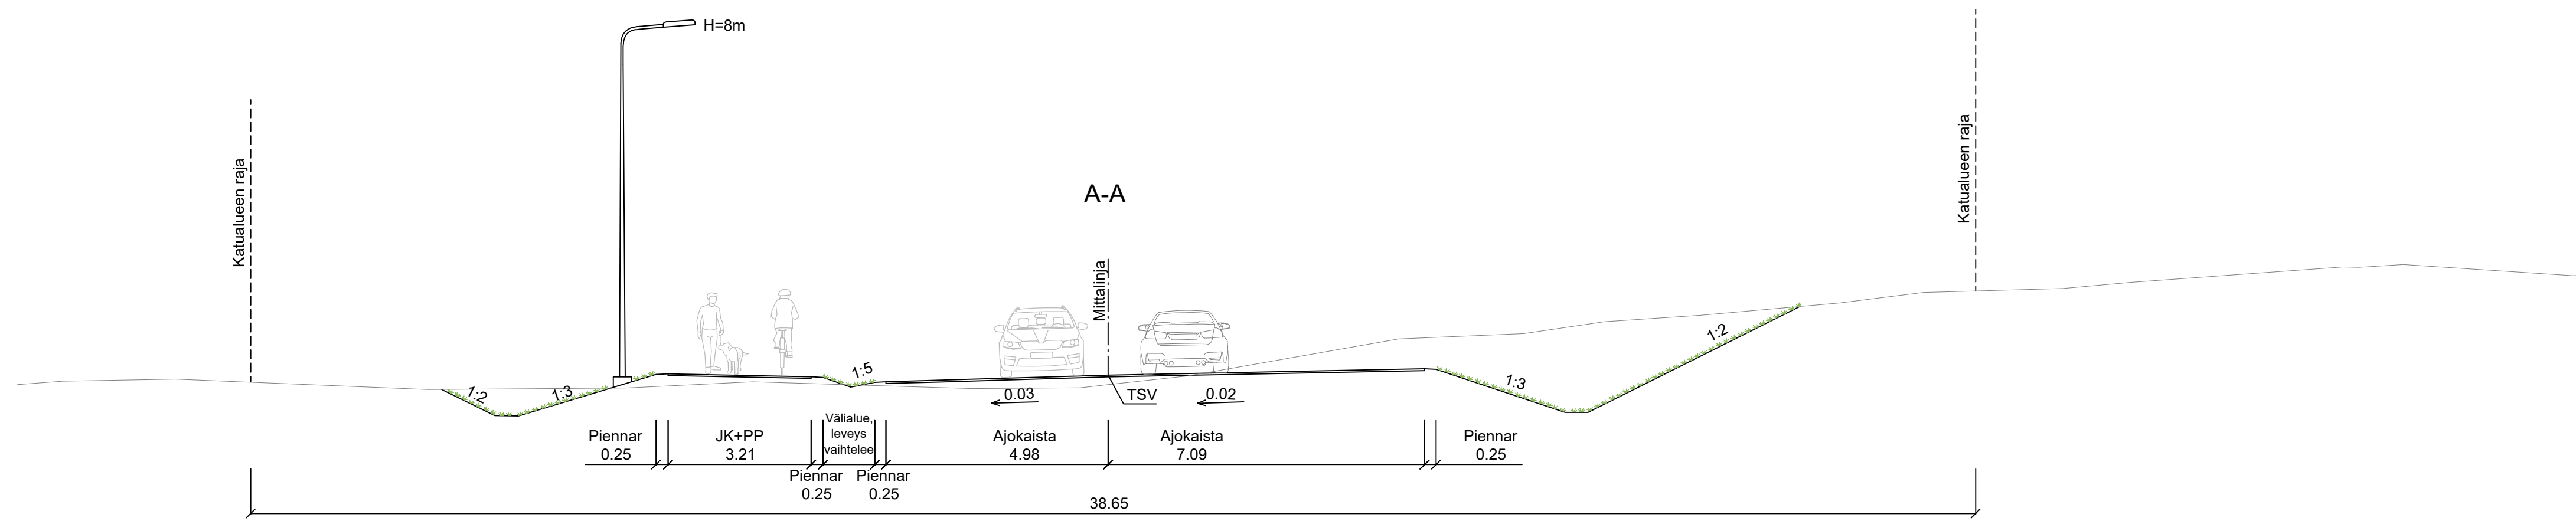 H=8m
Katualueen raja
Katualueen raja
A-A
Mittalinja
1:2
1:3
1:5
1:3
1:2
0.03
TSV
0.02
Piennar
0.25
JK+PP
3.21
Välialue,
leveys
vaihtelee
Ajokaista
4.98
Ajokaista
7.09
Piennar
0.25
Piennar
0.25
Piennar
0.25
38.65